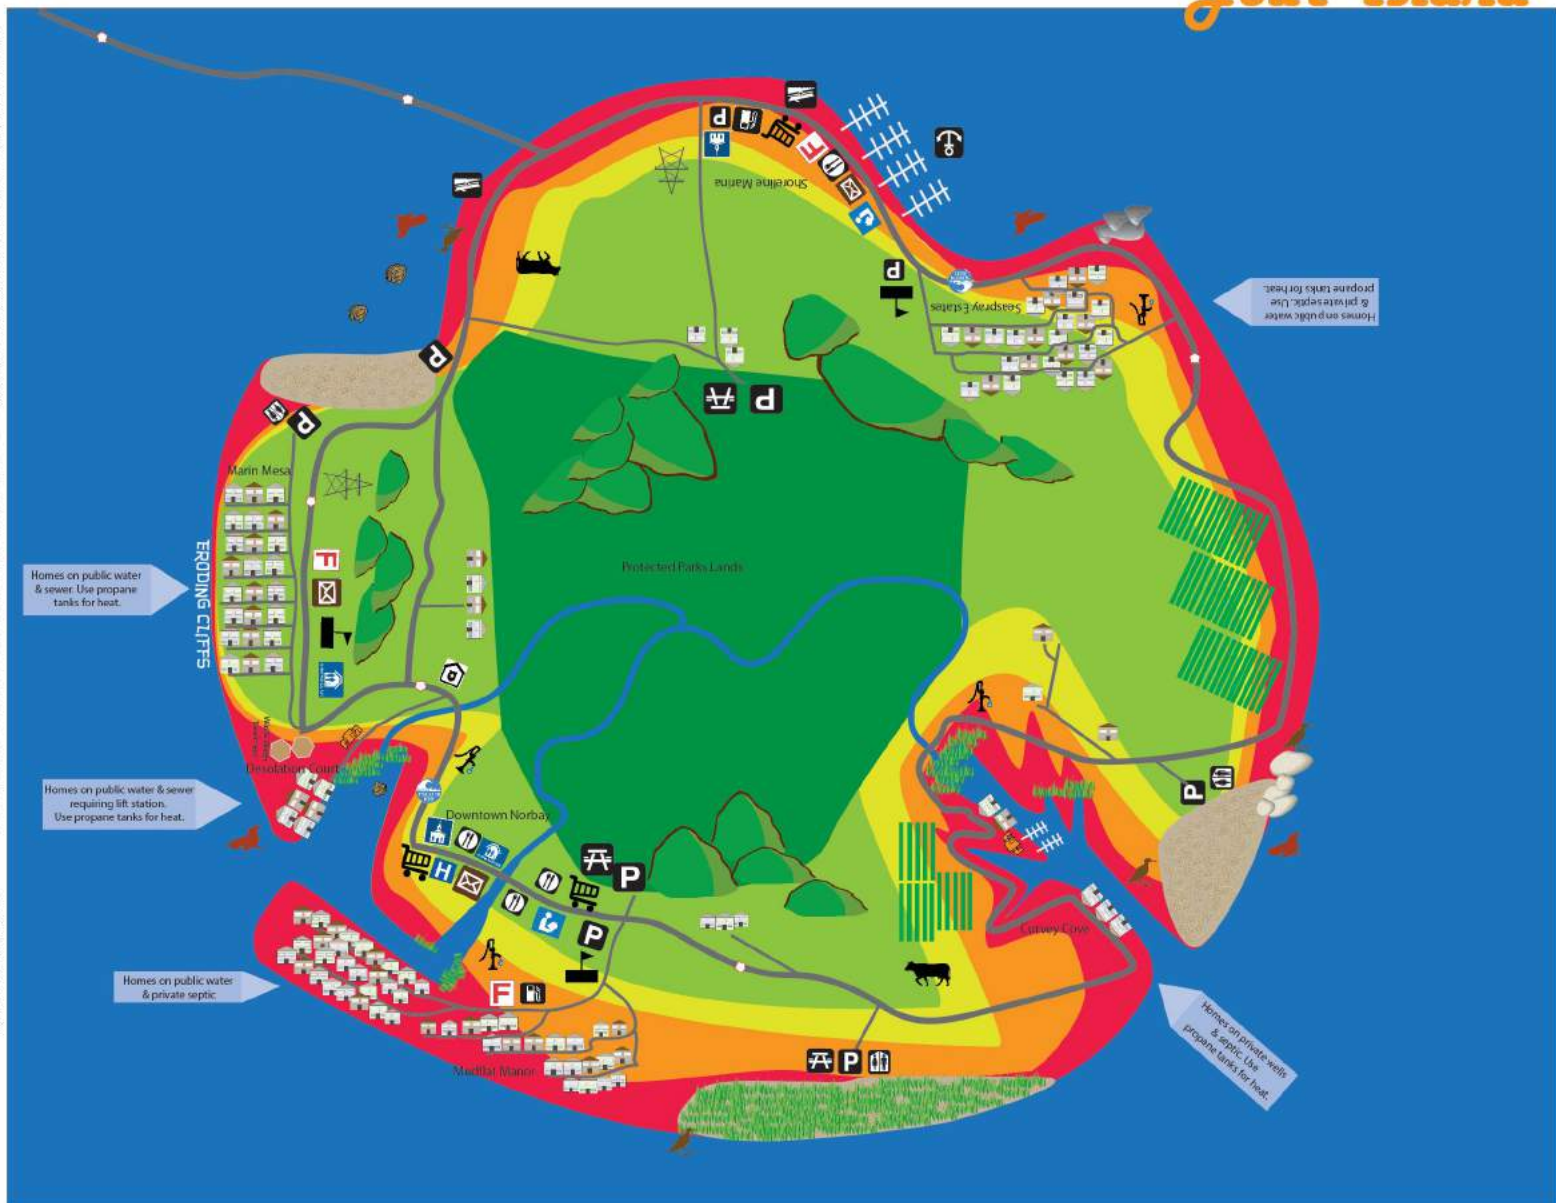 Shoreline Marina
Homes on public water
& private septic. Use
propane tanks for heat.
Seaspray Estates
Marin Mesa
ERODING CLIFFS
Homes on public water
& sewer. Use propane
tanks for heat.
Protected Parks Lands
Desolation Court
Homes on public water & sewer
requiring lift station.
Use propane tanks for heat.
Downtown Norbay
Curvey Cove
Homes on public water
& private septic
Mudflat Manor
Homes on private wells
& septic. Use
propane tanks for heat.
P
P
P
P
P
P
P
P
P
P
F
F
F
H